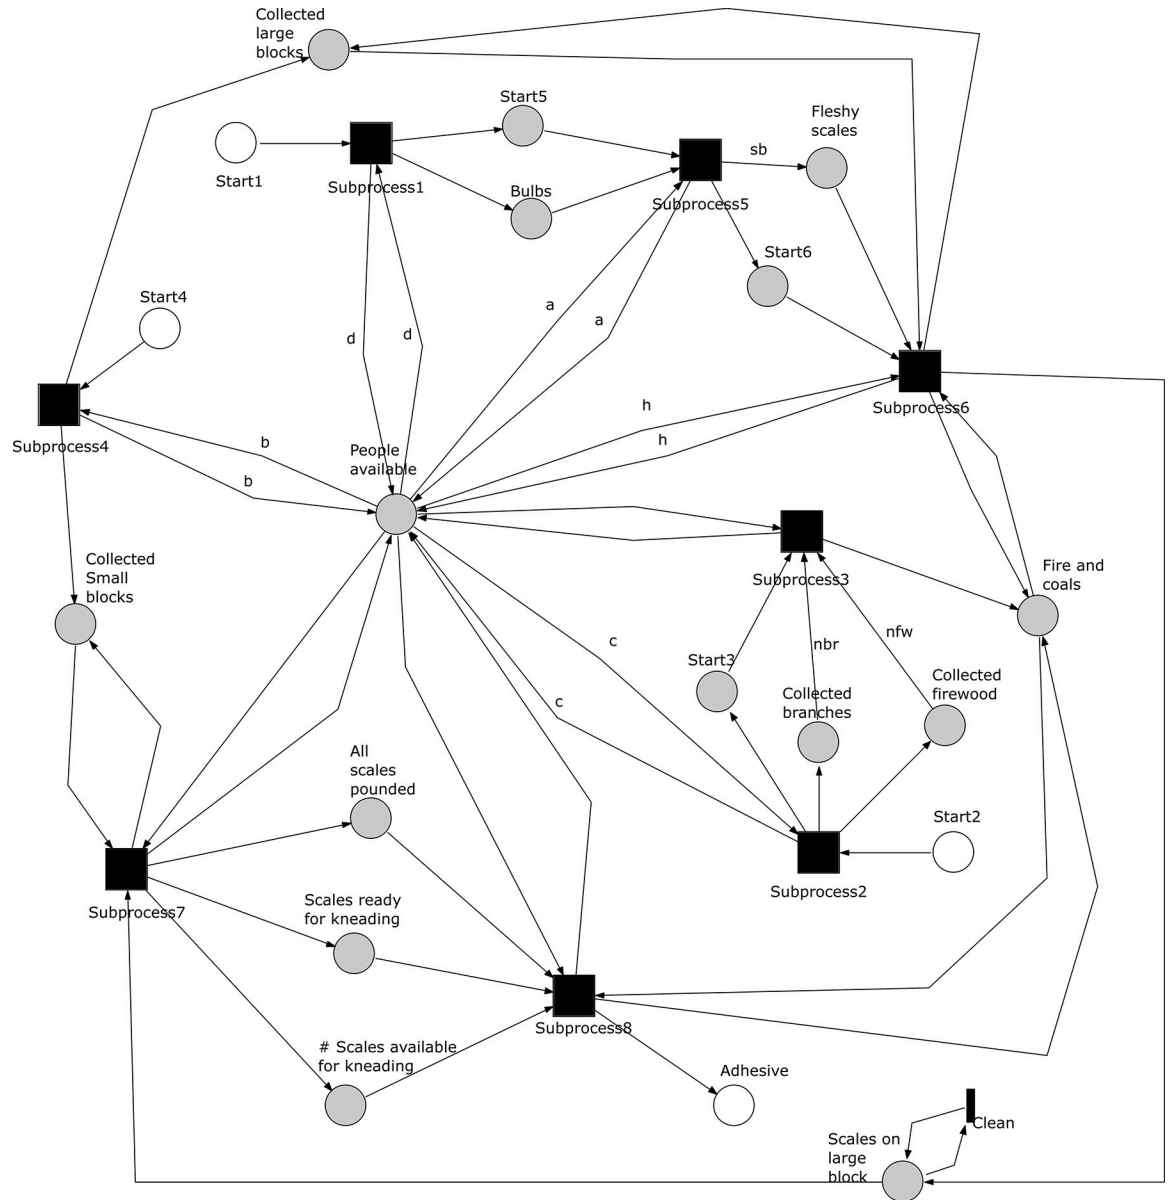 Collected
large
blocks
Start5
Fleshy
scales
sb
Start1
Subprocess1
Bulbs
Subprocess5
Start6
Start4
a
a
d
d
h
h
Subprocess6
Subprocess4
b
b
People
available
Collected
Small
blocks
Subprocess3
Fire and
coals
c
c
nbr
nfw
Start3
Collected
branches
Collected
firewood
All
scales
pounded
Start2
Subprocess2
Subprocess7
Scales ready
for kneading
Subprocess8
# Scales available
for kneading
Adhesive
Clean
Scales on
large
block